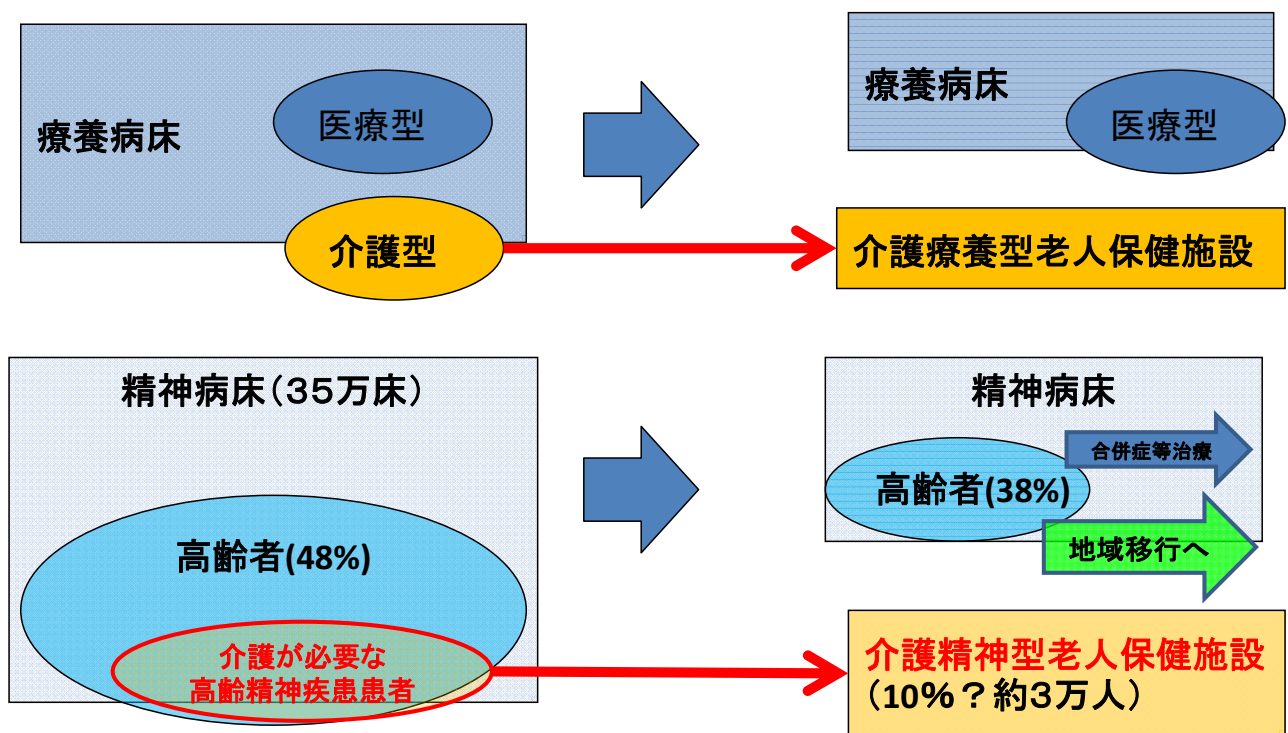 療養病床
医療型
介護型
療養病床
医療型
介護療養型老人保健施設
精神病床(35万床)
高齢者(48%)
介護が必要な
高齢精神疾患患者
精神病床
合併症等治療
高齢者(38%)
地域移行へ
介護精神型老人保健施設
(10%?約3万人)